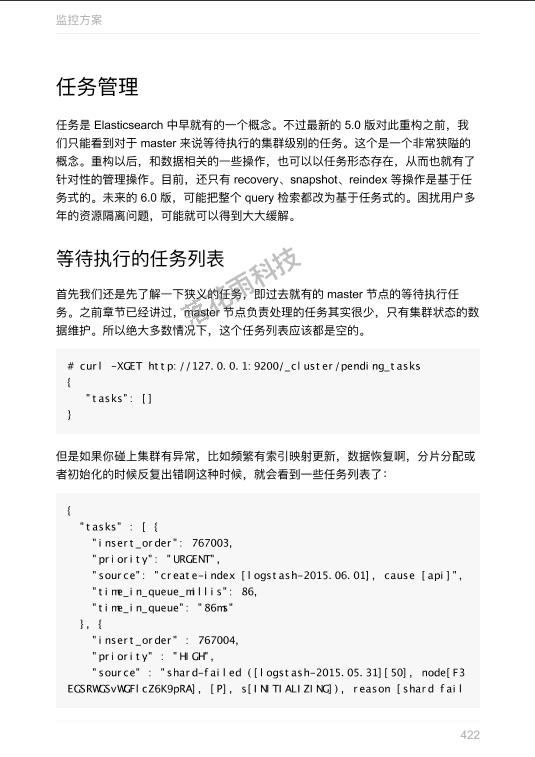 监控方案
任务管理
任务是 Elasticsearch 中早就有的一个概念。不过最新的 5.0 版对此重构之前，我
们只能看到对于 master 来说等待执行的集群级别的任务。这个是一个非常狭隘的
概念。重构以后，和数据相关的一些操作，也可以以任务形态存在，从而也就有了
针对性的管理操作。目前，还只有 recovery、snapshot、reindex 等操作是基于任
务式的。未来的 6.0 版，可能把整个 query 检索都改为基于任务式的。困扰用户多
年的资源隔离问题，可能就可以得到大大缓解。
等待执行的任务列表
落花雨科技
首先我们还是先了解一下狭义的任务，即过去就有的 master 节点的等待执行任
务。之前章节已经讲过，master 节点负责处理的任务其实很少，只有集群状态的数
据维护。所以绝大多数情况下，这个任务列表应该都是空的。
# curl -XGET http://127.0.0.1:9200/_cluster/pending_tasks
{
"tasks": []
}
但是如果你碰上集群有异常，比如频繁有索引映射更新，数据恢复啊，分片分配或
者初始化的时候反复出错啊这种时候，就会看到一些任务列表了：
{
"tasks" : [ {
"insert_order": 767003,
"priority": "URGENT",
"source": "create-index [logstash-2015.06.01], cause [api]",
"time_in_queue_millis": 86,
"time_in_queue": "86ms"
}, {
"insert_order" : 767004,
"priority" : "HIGH",
"source" : "shard-failed ([logstash-2015.05.31][50], node[F3
EGSRWGSvWGFlcZ6K9pRA], [P], s[INITIALIZING]), reason [shard fail
422